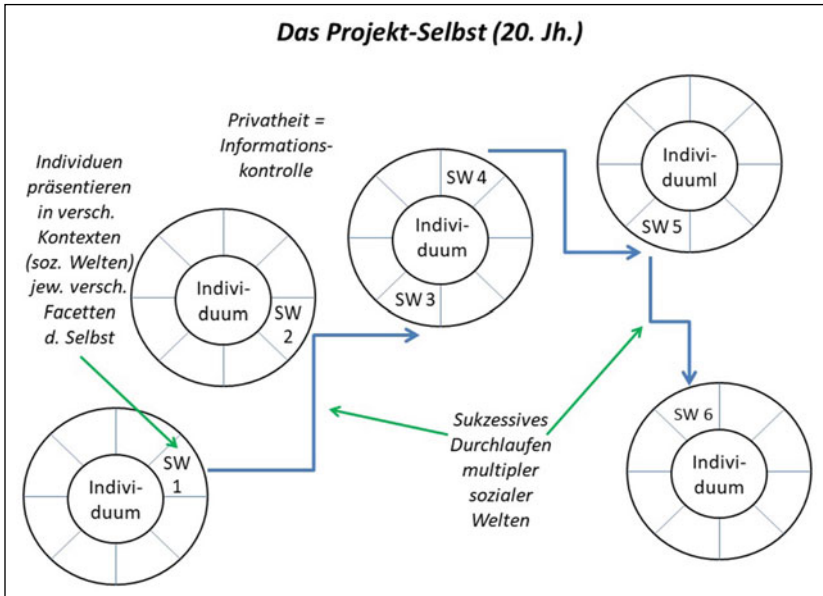 Das Projekt-Selbst (20. Jh.)
Individuen
präsentieren
in versch.
Kontexten
(soz. Welten)
jew. versch.
Facetten
d. Selbst
Privatheit =
Informations-
kontrolle
Indivi-
duum
SW
1
Indivi-
duum
SW
2
SW 4
Indivi-
duum
SW 3
Indivi-
duuml
SW 5
SW 6
Indivi-
duum
Sukzessives
Durchlaufen
multipler
sozialer
Welten